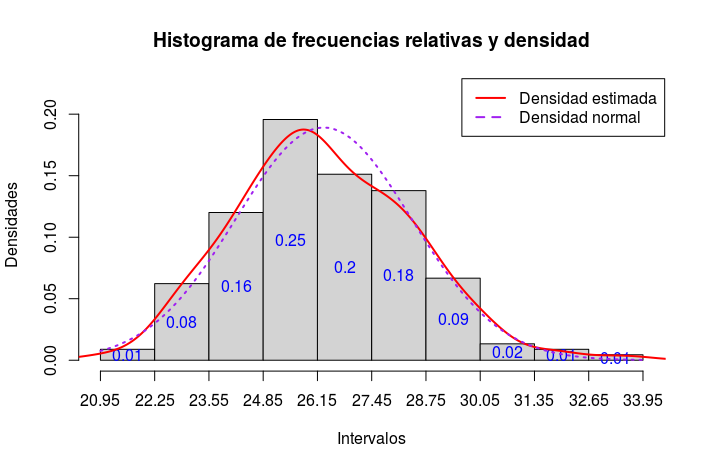 Histograma de frecuencias relativas y densidad
Densidad estimada
Densidad normal
Densidades
0.20
0.15
0.10
0.05
0.00
0.01
0.08
0.16
0.25
0.2
0.18
0.09
0.02
0.01
0.01
20.95 22.25 23.55 24.85 26.15 27.45 28.75 30.05 31.35 32.65 33.95
Intervalos